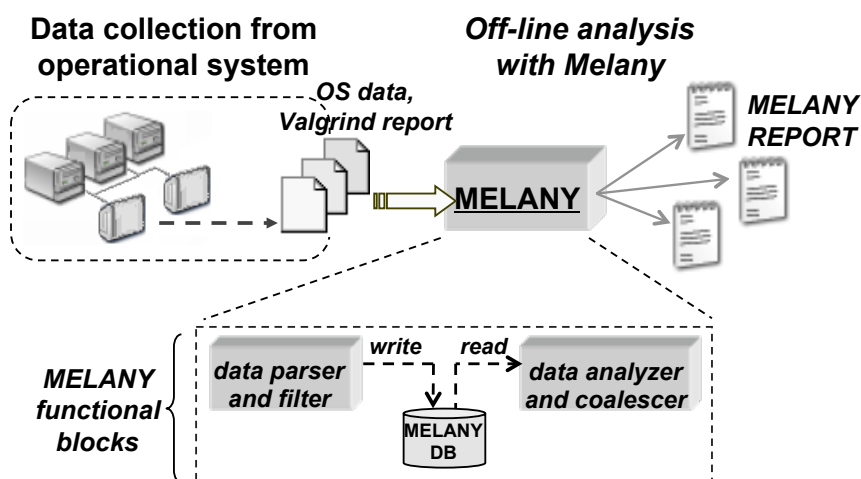 Data collection from
operational system
Off-line analysis
with Melany
OS data,
Valgrind report
MELANY
REPORT
MELANY
MELANY
functional
blocks
data parser
and filter
write
read
data analyzer
and coalescer
MELANY
DB